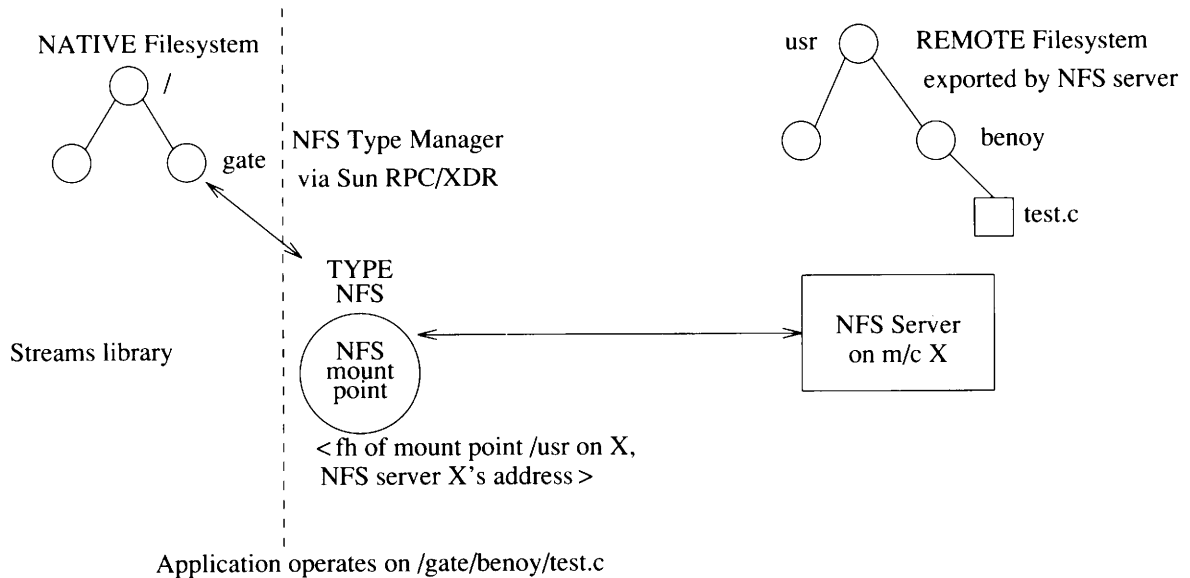 NATIVE Filesystem
/
gate
NFS Type Manager
via Sun RPC/XDR
usr
REMOTE Filesystem
exported by NFS server
benoy
test.c
TYPE
NFS
Streams library
NFS
mount
point
NFS Server
on m/c X
< fh of mount point /usr on X,
NFS server X's address >
Application operates on /gate/benoy/test.c